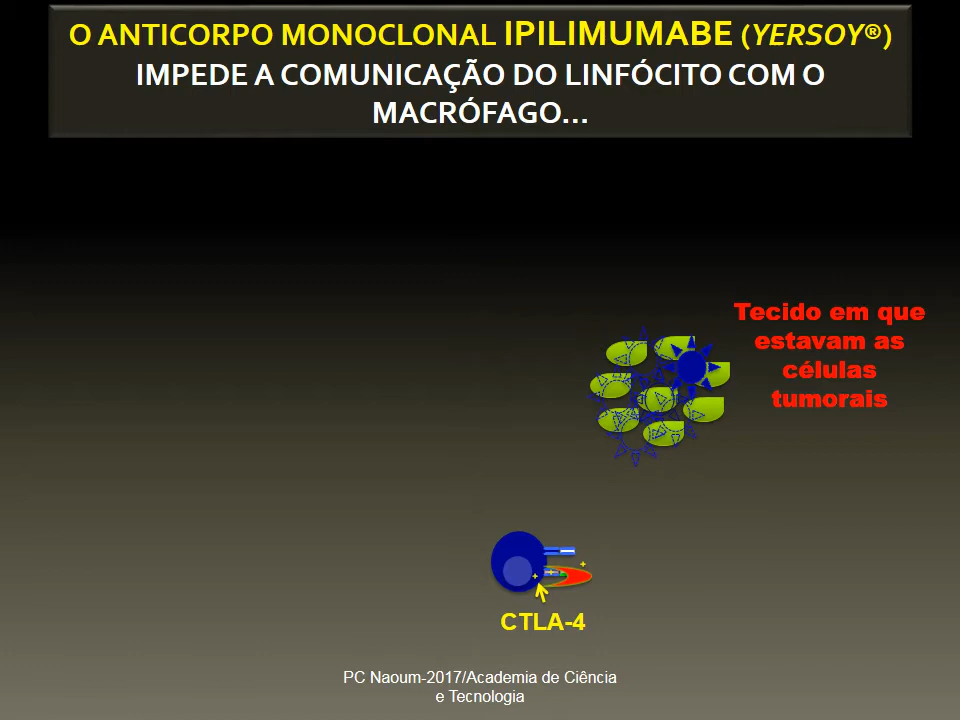 O ANTICORPO MONOCLONAL IPILIMUMABE (YERSOY®)
IMPEDE A COMUNICAÇÃO DO LINFÓCITO COM O
MACRÓFAGO...
Tecido em que
estavam as
células
tumorais
CTLA-4
PC Naoum-2017/Academia de Ciência
e Tecnologia